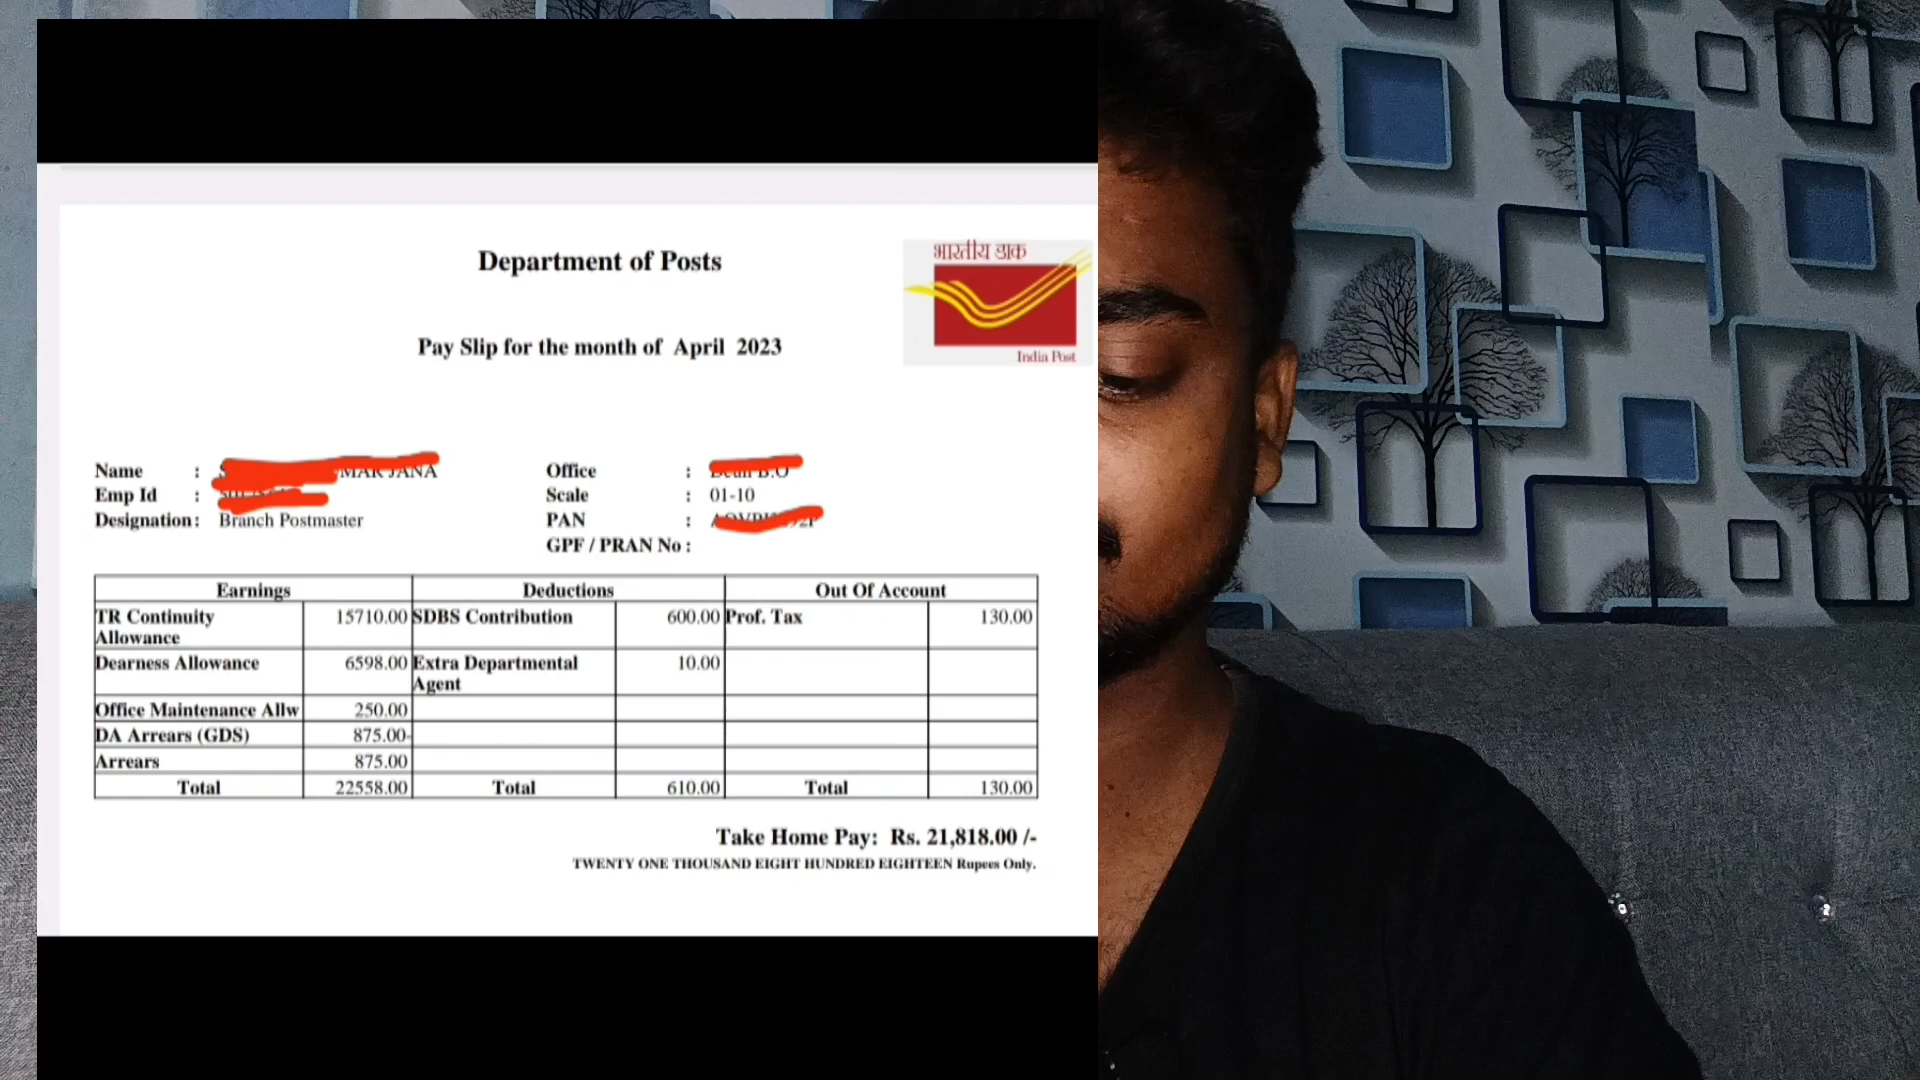 Department of Posts
भारतीय डाक
India Post
Pay Slip for the month of April 2023
Name : MAR JANA
Office : B.O
Emp Id :
Scale : 01-10
Designation : Branch Postmaster
PAN :
GPF / PRAN No :
Earnings Deductions Out Of Account
TR Continuity Allowance 15710.00 SDBS Contribution 600.00 Prof. Tax 130.00
Dearness Allowance 6598.00 Extra Departmental Agent 10.00
Office Maintenance Allw 250.00
DA Arrears (GDS) 875.00-
Arrears 875.00
Total 22558.00 Total 610.00 Total 130.00
Take Home Pay: Rs. 21,818.00 /-
TWENTY ONE THOUSAND EIGHT HUNDRED EIGHTEEN Rupees Only.